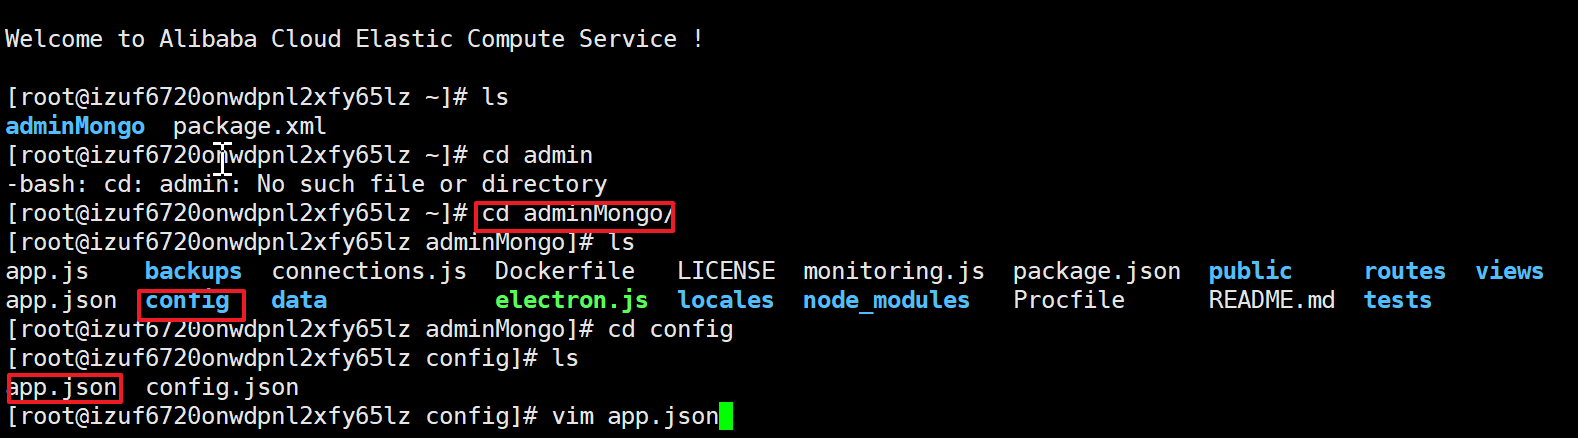 Welcome to Alibaba Cloud Elastic Compute Service !
[root@izuf6720onwdpnl2xfy65lz ~]# ls
adminMongo  package.xml
[root@izuf6720onwdpnl2xfy65lz ~]# cd admin
-bash: cd: admin: No such file or directory
[root@izuf6720onwdpnl2xfy65lz ~]# cd adminMongo/
[root@izuf6720onwdpnl2xfy65lz adminMongo]# ls
app.js    backups  connections.js  Dockerfile   LICENSE  monitoring.js  package.json  public     routes  views
app.json  config   data            electron.js  locales  node_modules   Procfile      README.md  tests
[root@izuf6720onwdpnl2xfy65lz adminMongo]# cd config
[root@izuf6720onwdpnl2xfy65lz config]# ls
app.json  config.json
[root@izuf6720onwdpnl2xfy65lz config]# vim app.json